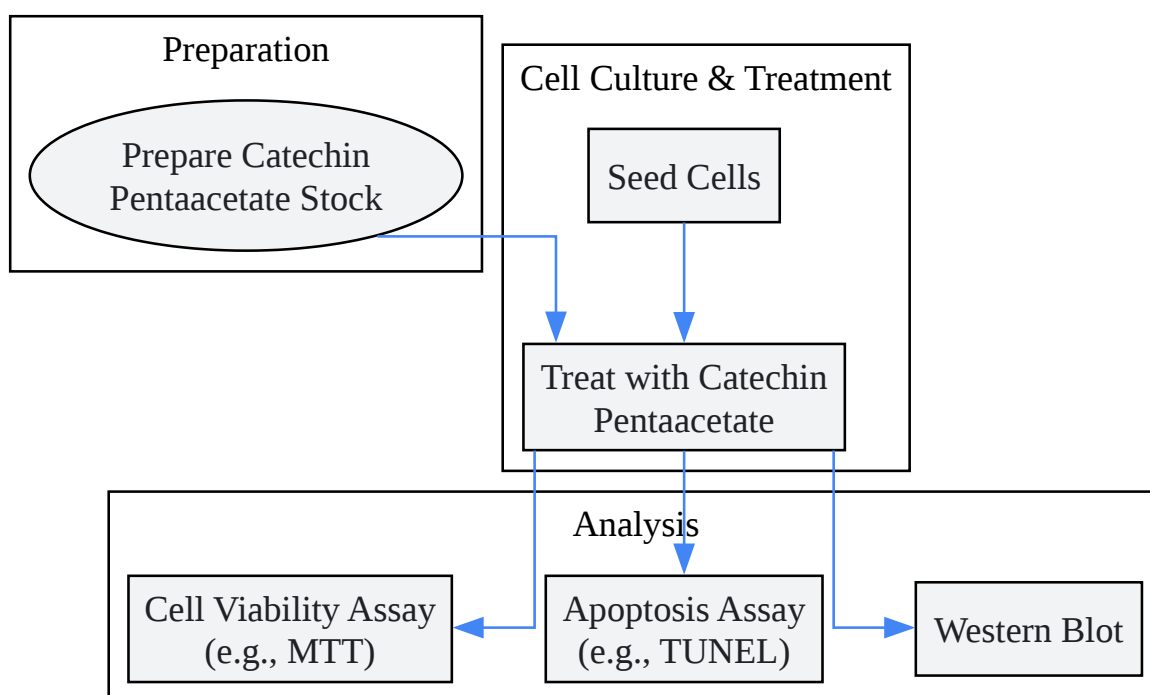 Preparation
Prepare Catechin
Pentaacetate Stock
Cell Culture & Treatment
Seed Cells
Treat with Catechin
Pentaacetate
Analysis
Cell Viability Assay
(e.g., MTT)
Apoptosis Assay
(e.g., TUNEL)
Western Blot